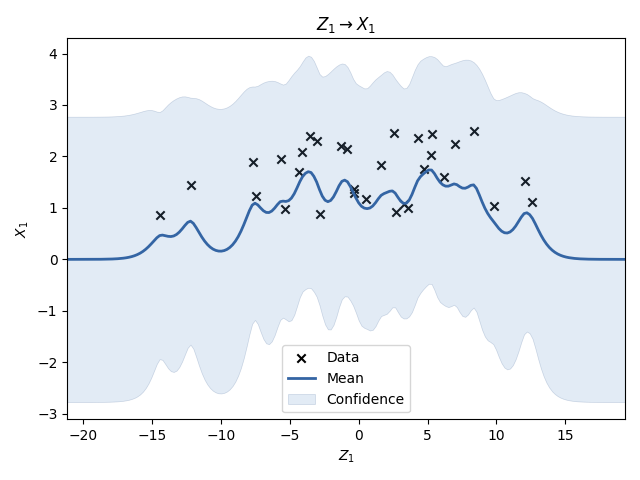 Z₁ → X₁
4
3
2
1
0
−1
−2
−3
X₁
−20 −15 −10 −5 0 5 10 15
Z₁
Data
Mean
Confidence